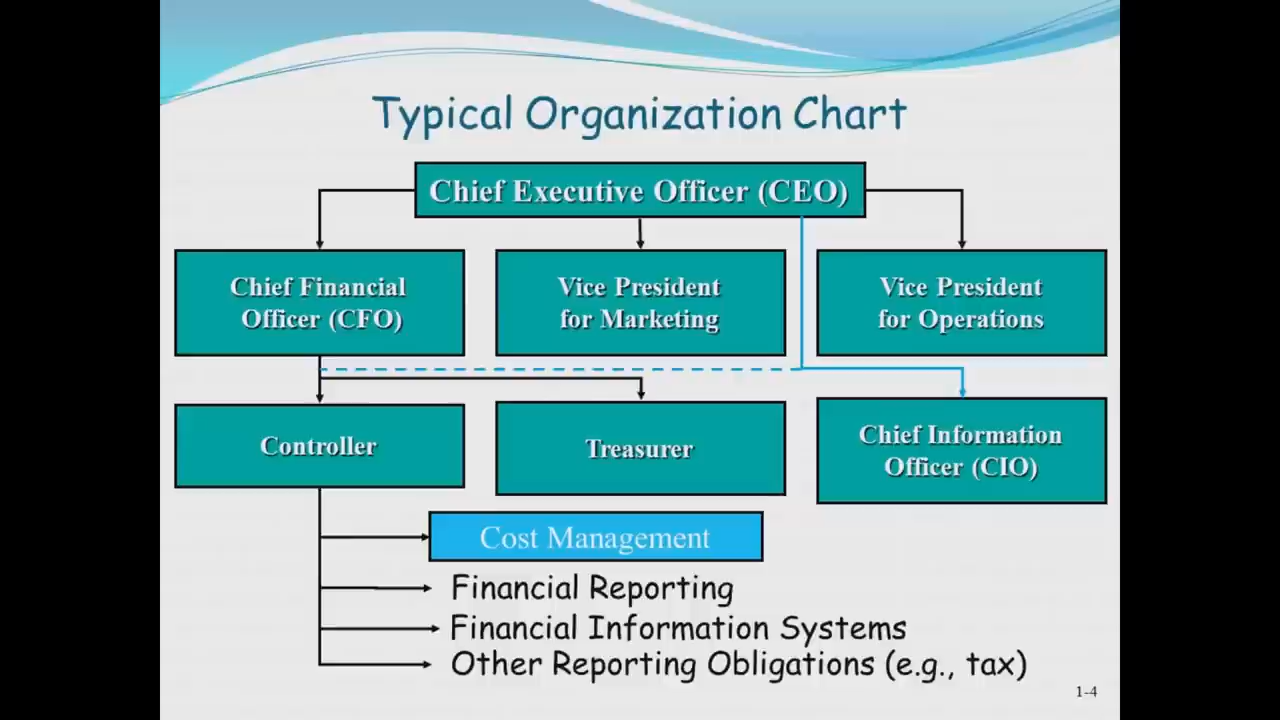 Typical Organization Chart
Chief Executive Officer (CEO)
Chief Financial
Officer (CFO)
Vice President
for Marketing
Vice President
for Operations
Controller
Treasurer
Chief Information
Officer (CIO)
Cost Management
Financial Reporting
Financial Information Systems
Other Reporting Obligations (e.g., tax)
1-4